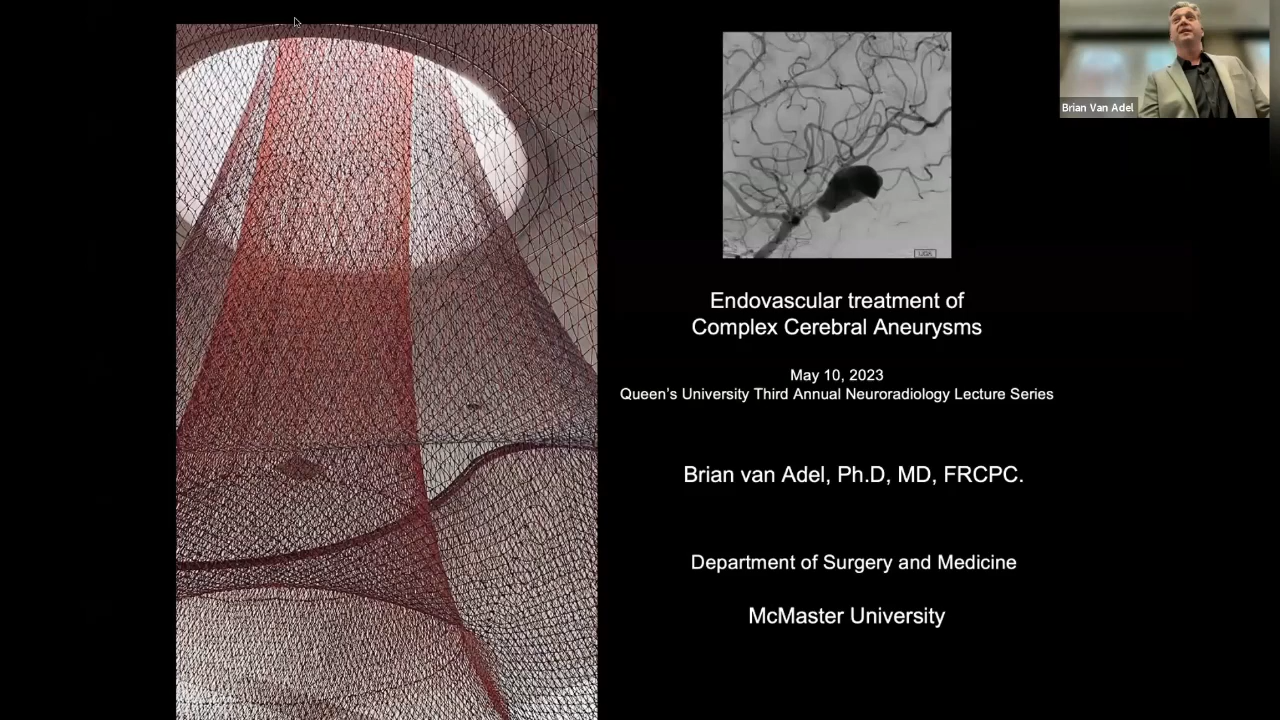 Brian Van Adel
Endovascular treatment of
Complex Cerebral Aneurysms
May 10, 2023
Queen's University Third Annual Neuroradiology Lecture Series
Brian van Adel, Ph.D, MD, FRCPC.
Department of Surgery and Medicine
McMaster University